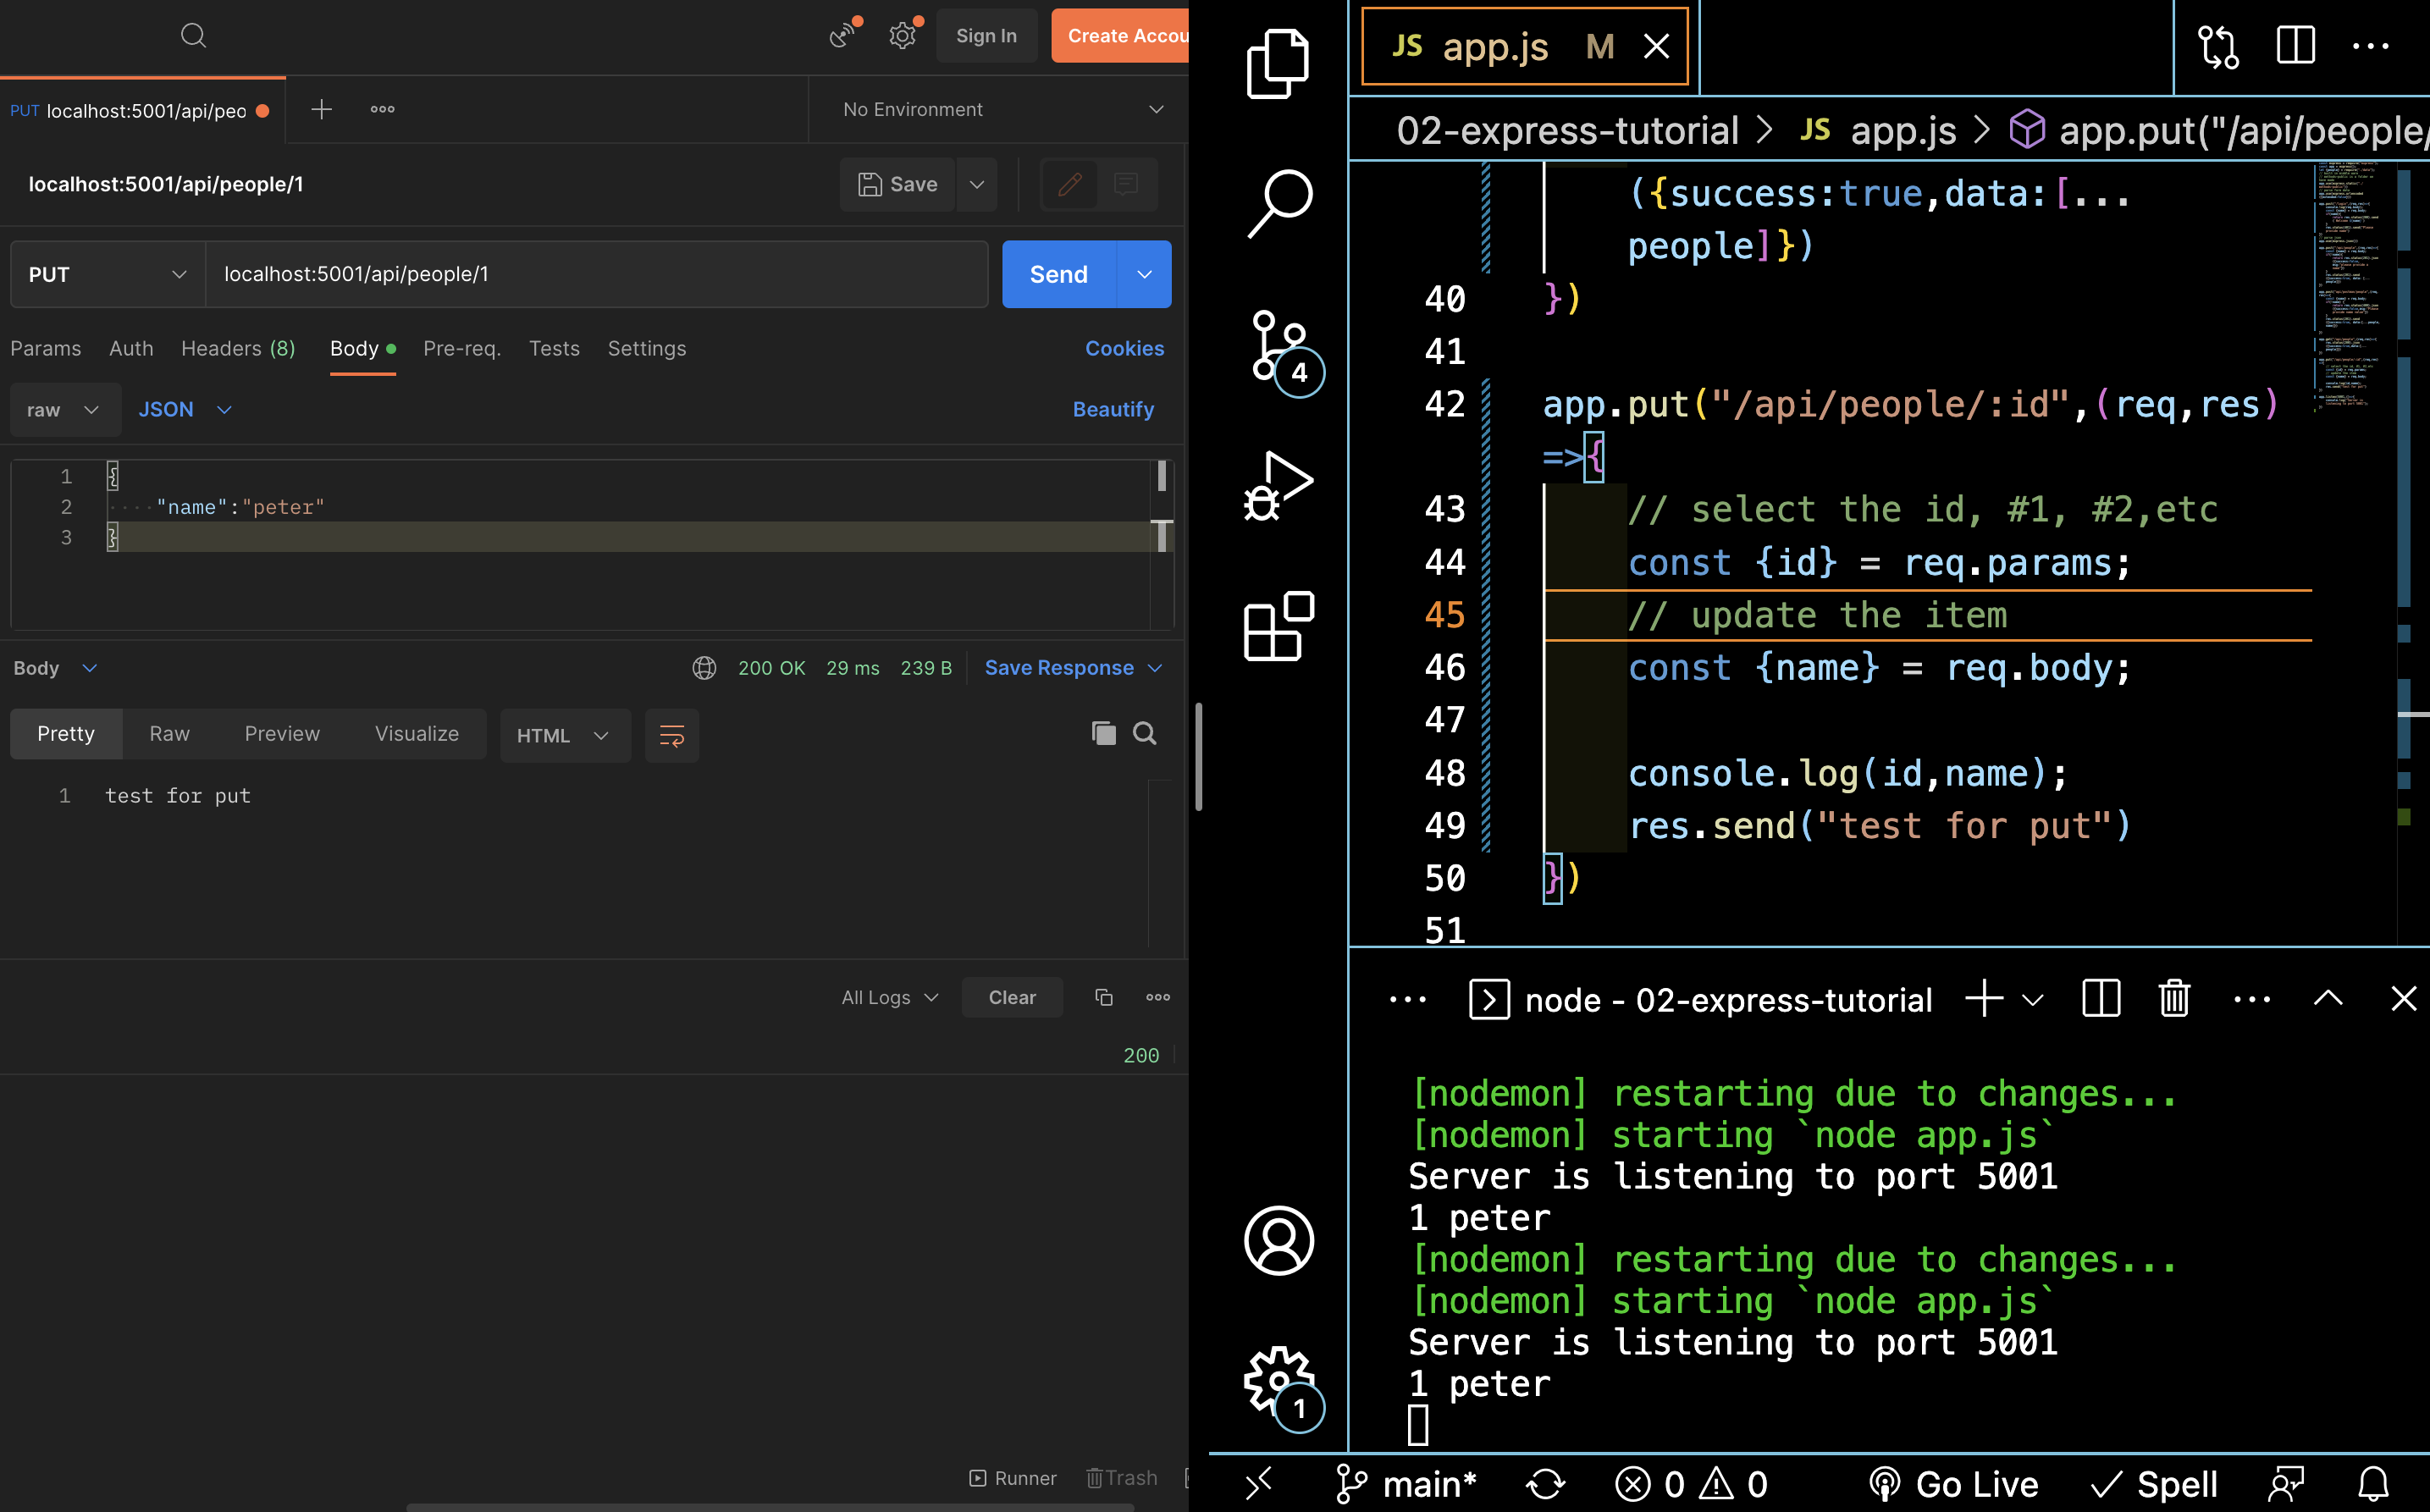 Sign In
Create Accou
PUT localhost:5001/api/peo
No Environment
localhost:5001/api/people/1
Save
PUT
localhost:5001/api/people/1
Send
Params Auth Headers (8) Body Pre-req. Tests Settings Cookies
raw JSON Beautify
1 {
2 "name":"peter"
3 }
Body 200 OK 29 ms 239 B Save Response
Pretty Raw Preview Visualize HTML
1 test for put
All Logs Clear
200
Runner Trash
JS app.js M
02-express-tutorial > JS app.js > app.put("/api/people/
({success:true,data:[...
people]})
40 })
41
42 app.put("/api/people/:id",(req,res)
=>{
43 // select the id, #1, #2,etc
44 const {id} = req.params;
45 // update the item
46 const {name} = req.body;
47
48 console.log(id,name);
49 res.send("test for put")
50 })
51
4
node - 02-express-tutorial
[nodemon] restarting due to changes...
[nodemon] starting `node app.js`
Server is listening to port 5001
1 peter
[nodemon] restarting due to changes...
[nodemon] starting `node app.js`
Server is listening to port 5001
1 peter
1
main* 0 0 Go Live Spell